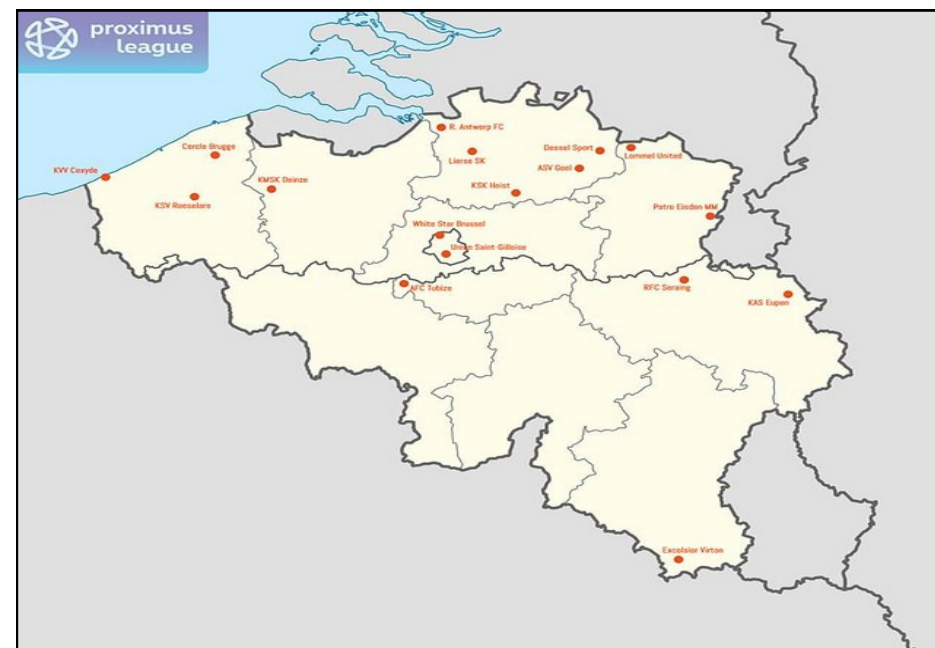 proximus
league
R. Antwerp FC
Cercle Brugge
Lierse SK
Dessel Sport
Lommel United
KVV Coxyde
ASV Geel
KMSK Deinze
KSK Heist
KSV Roeselare
Patro Eisden MM
White Star Brussel
Union Saint-Gilloise
AFC Tubize
RFC Seraing
KAS Eupen
Excelsior Virton